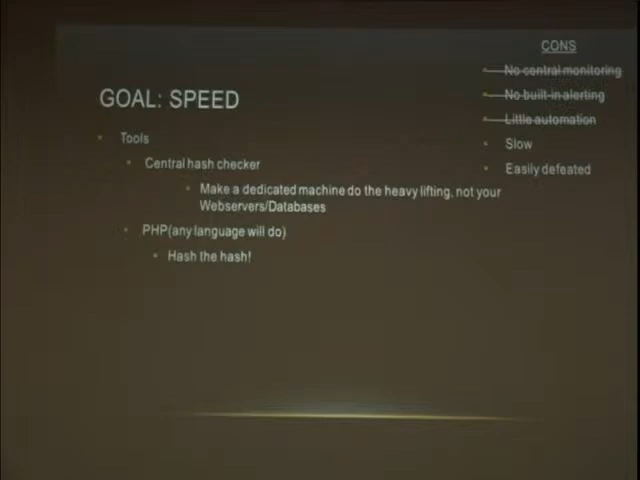 GOAL: SPEED
Tools
Central hash checker
Make a dedicated machine do the heavy lifting, not your
Webservers/Databases
PHP(any language will do)
Hash the hash!
CONS
No central monitoring
No built-in alerting
Little automation
Slow
Easily defeated